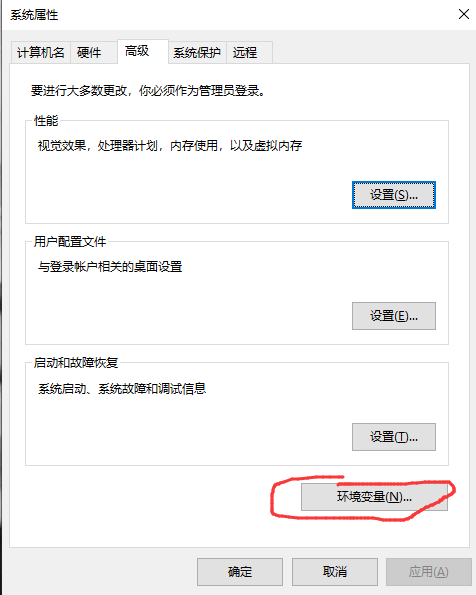 系统属性
计算机名 硬件 高级 系统保护 远程
要进行大多数更改，你必须作为管理员登录。
性能
视觉效果，处理器计划，内存使用，以及虚拟内存
设置(S)...
用户配置文件
与登录帐户相关的桌面设置
设置(E)...
启动和故障恢复
系统启动、系统故障和调试信息
设置(T)...
环境变量(N)...
确定 取消 应用(A)